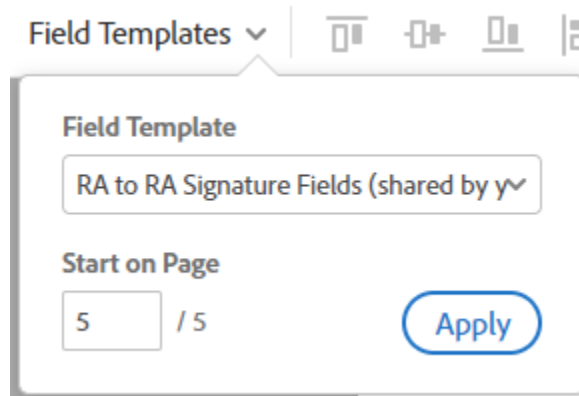 Field Templates
Field Template
RA to RA Signature Fields (shared by y
Start on Page
5 / 5
Apply